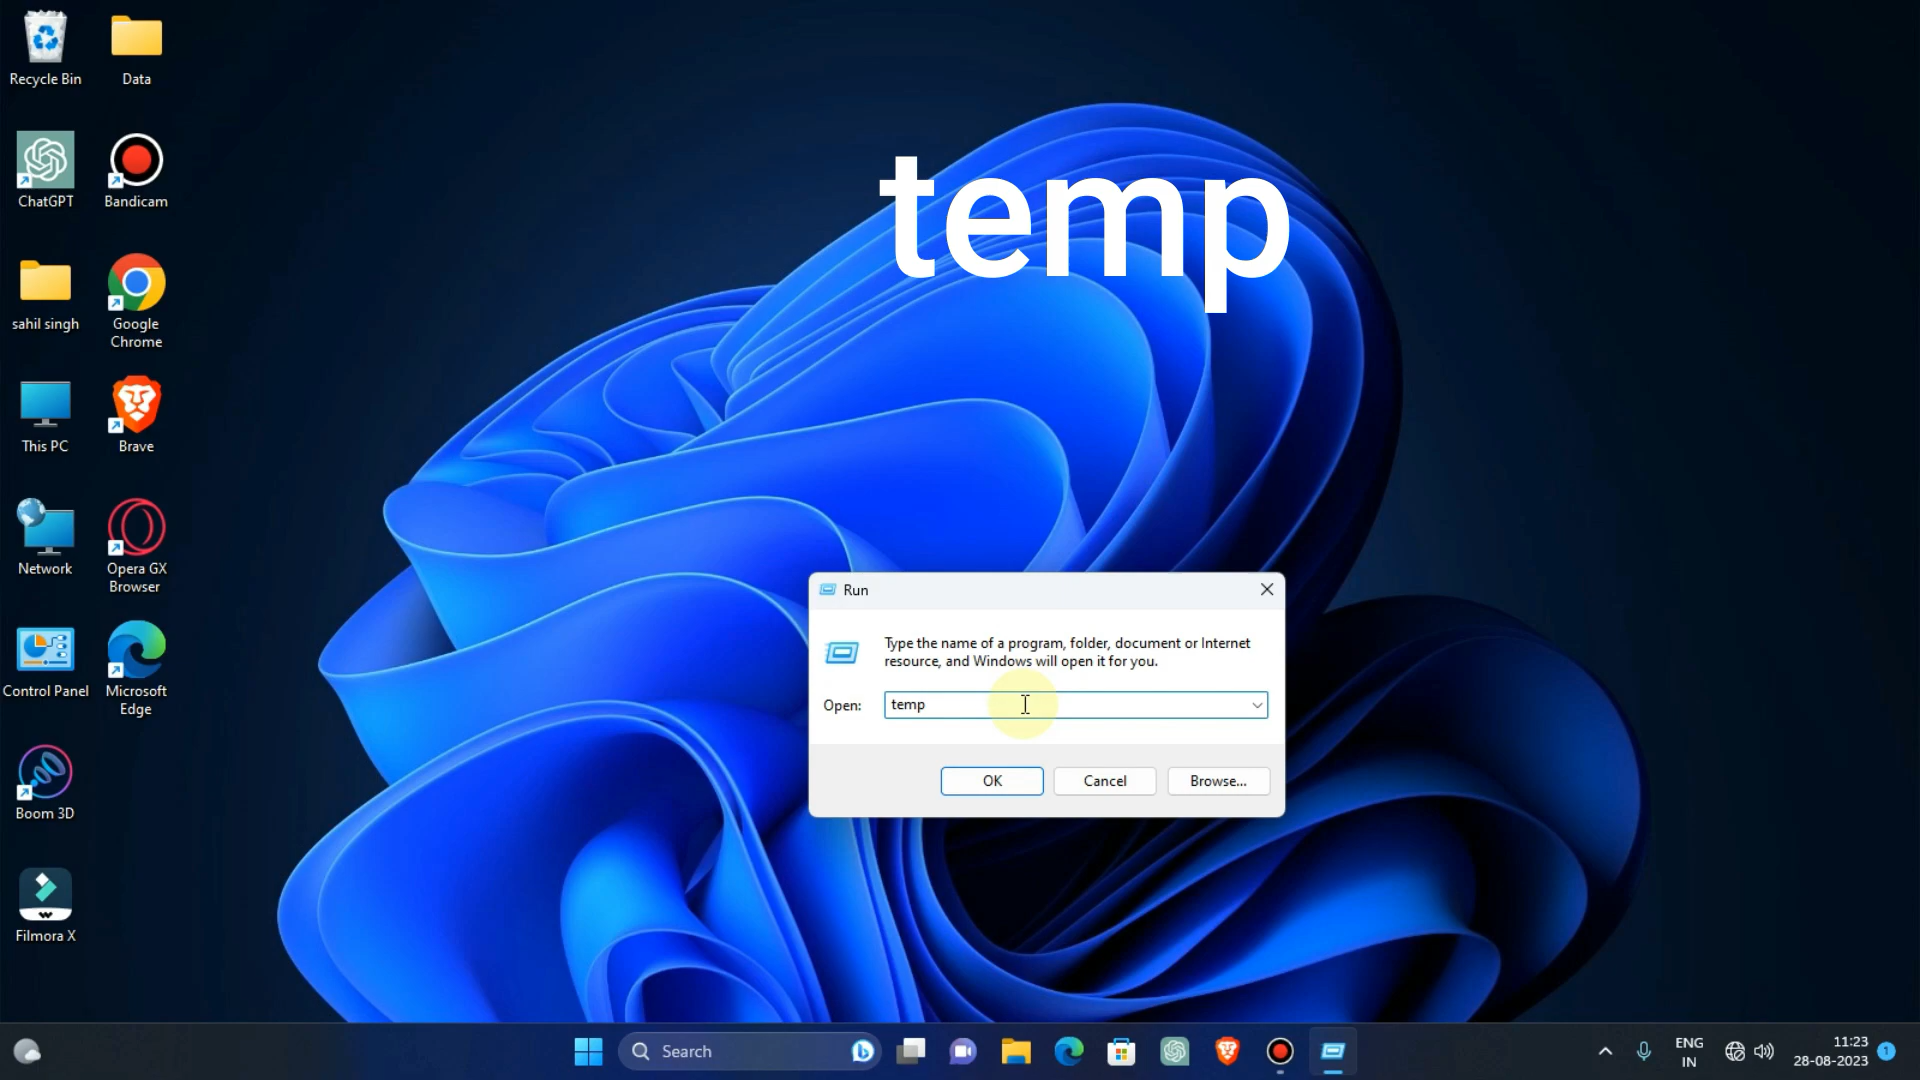 Recycle Bin
Data
ChatGPT
Bandicam
sahil singh
Google
Chrome
This PC
Brave
Network
Opera GX
Browser
Control Panel
Microsoft
Edge
Boom 3D
Filmora X
temp
Run
Type the name of a program, folder, document or Internet
resource, and Windows will open it for you.
Open: temp
OK Cancel Browse...
Search
ENG
IN
11:23
28-08-2023
1